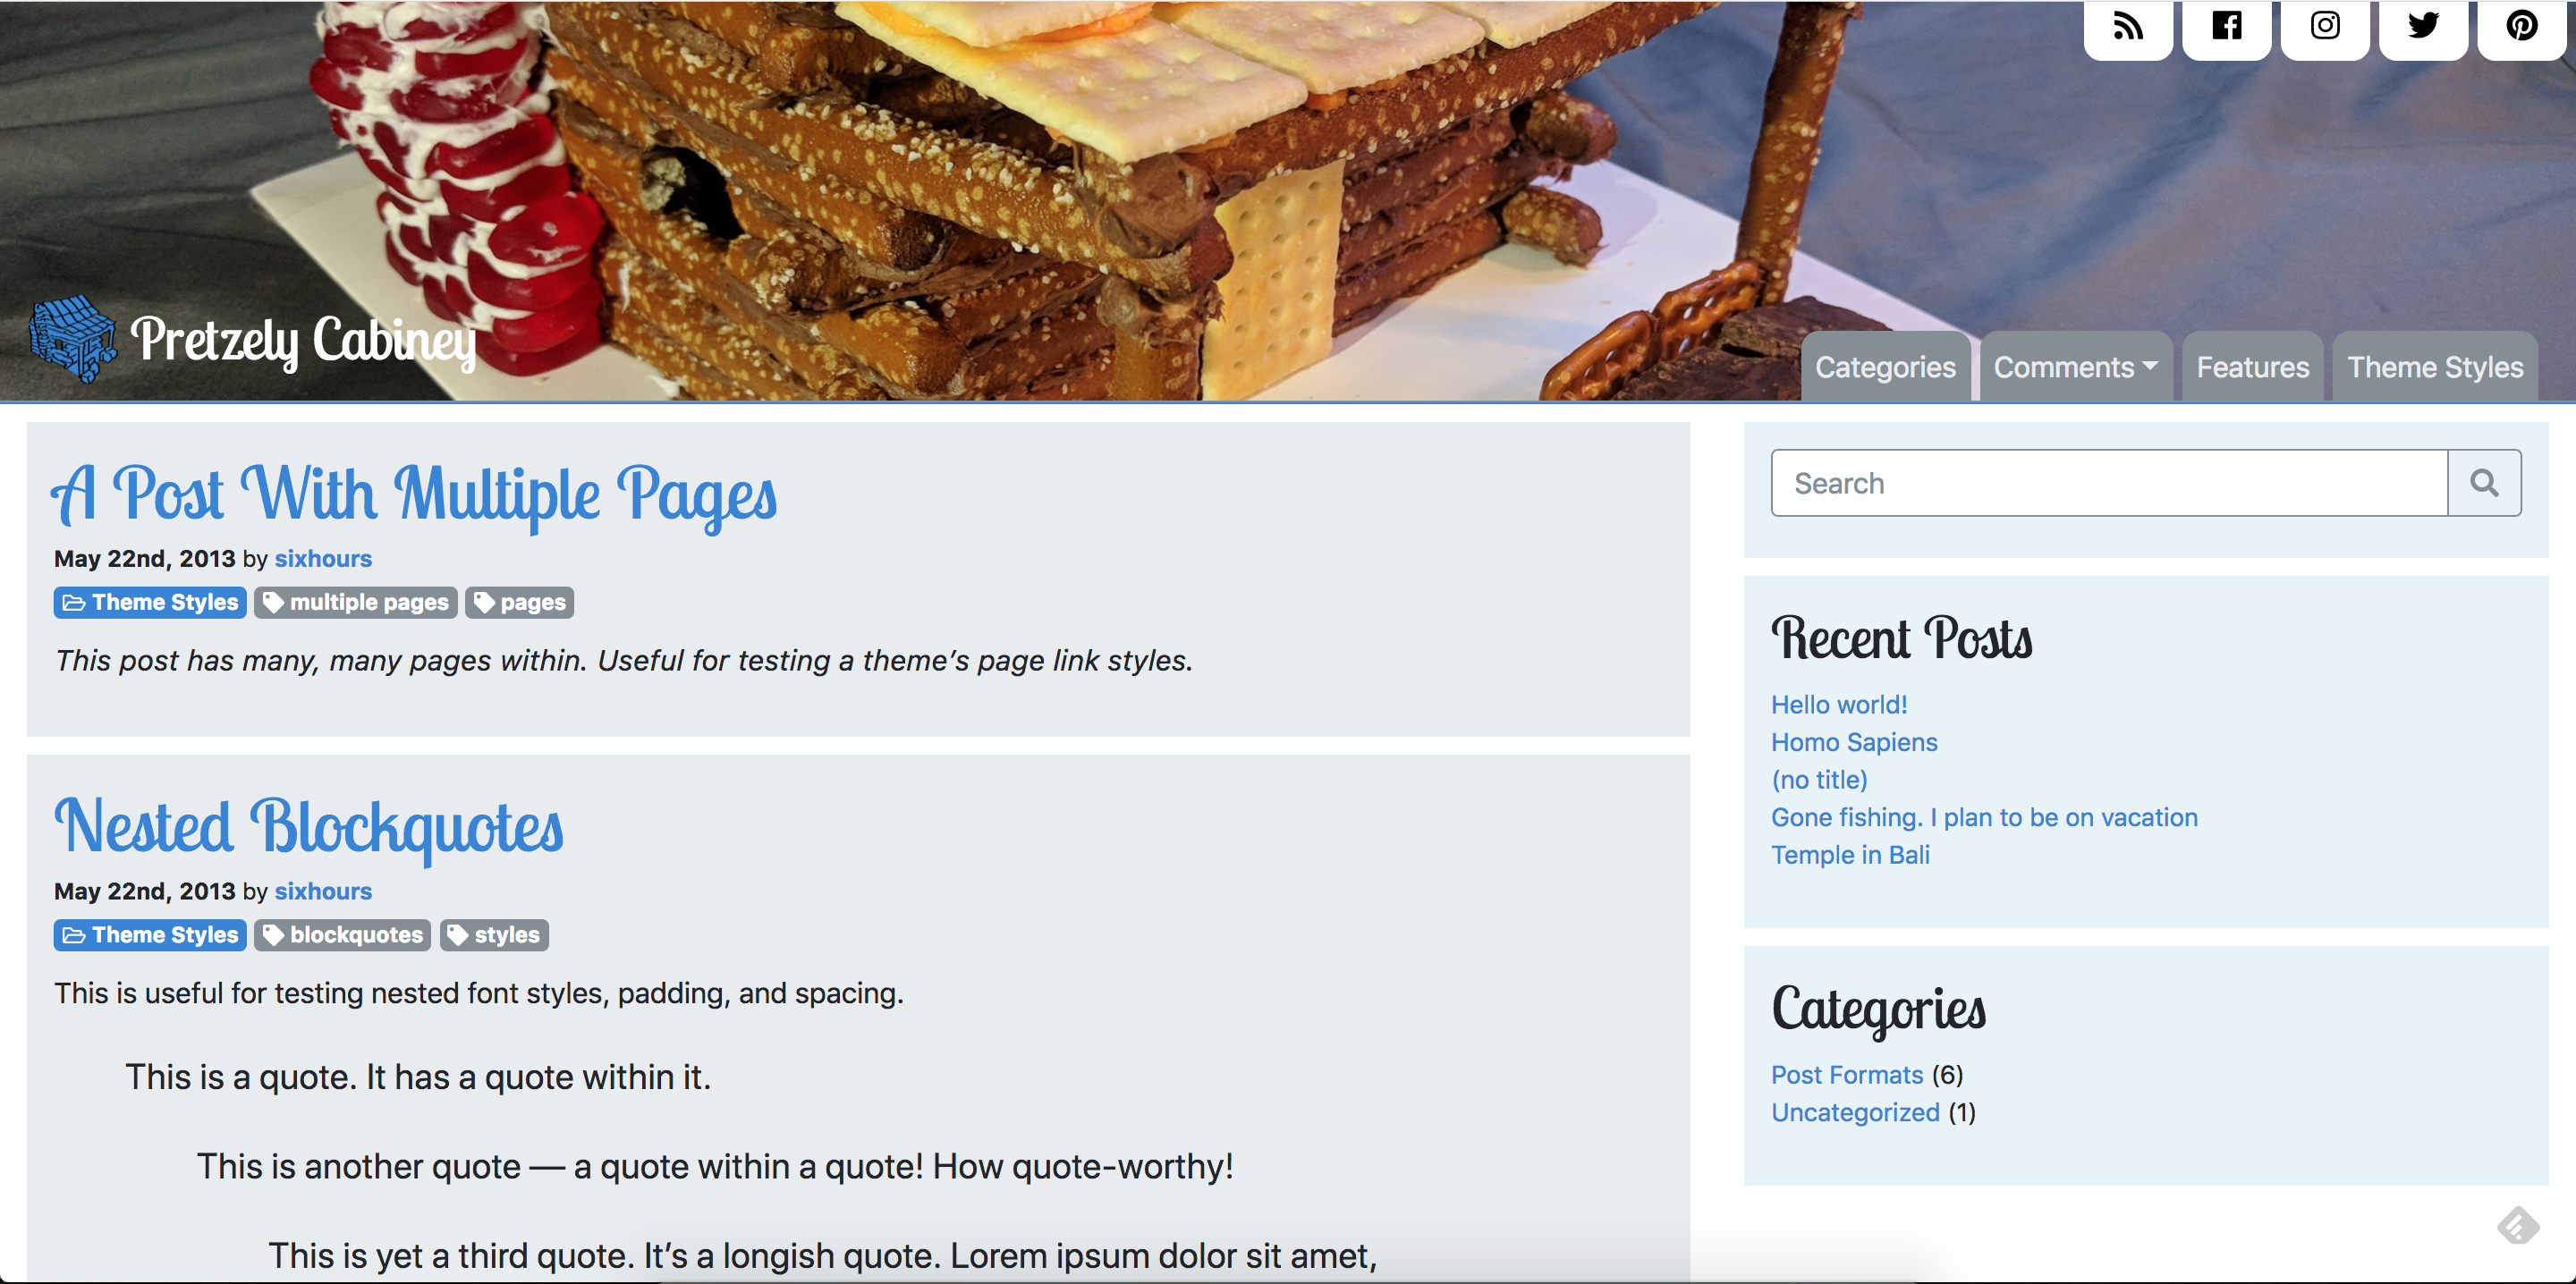 Pretzely Cabiney
Categories
Comments
Features
Theme Styles
A Post With Multiple Pages
May 22nd, 2013 by sixhours
Theme Styles multiple pages pages
This post has many, many pages within. Useful for testing a theme’s page link styles.
Nested Blockquotes
May 22nd, 2013 by sixhours
Theme Styles blockquotes styles
This is useful for testing nested font styles, padding, and spacing.
This is a quote. It has a quote within it.
This is another quote — a quote within a quote! How quote-worthy!
This is yet a third quote. It’s a longish quote. Lorem ipsum dolor sit amet,
Search
Recent Posts
Hello world!
Homo Sapiens
(no title)
Gone fishing. I plan to be on vacation
Temple in Bali
Categories
Post Formats (6)
Uncategorized (1)